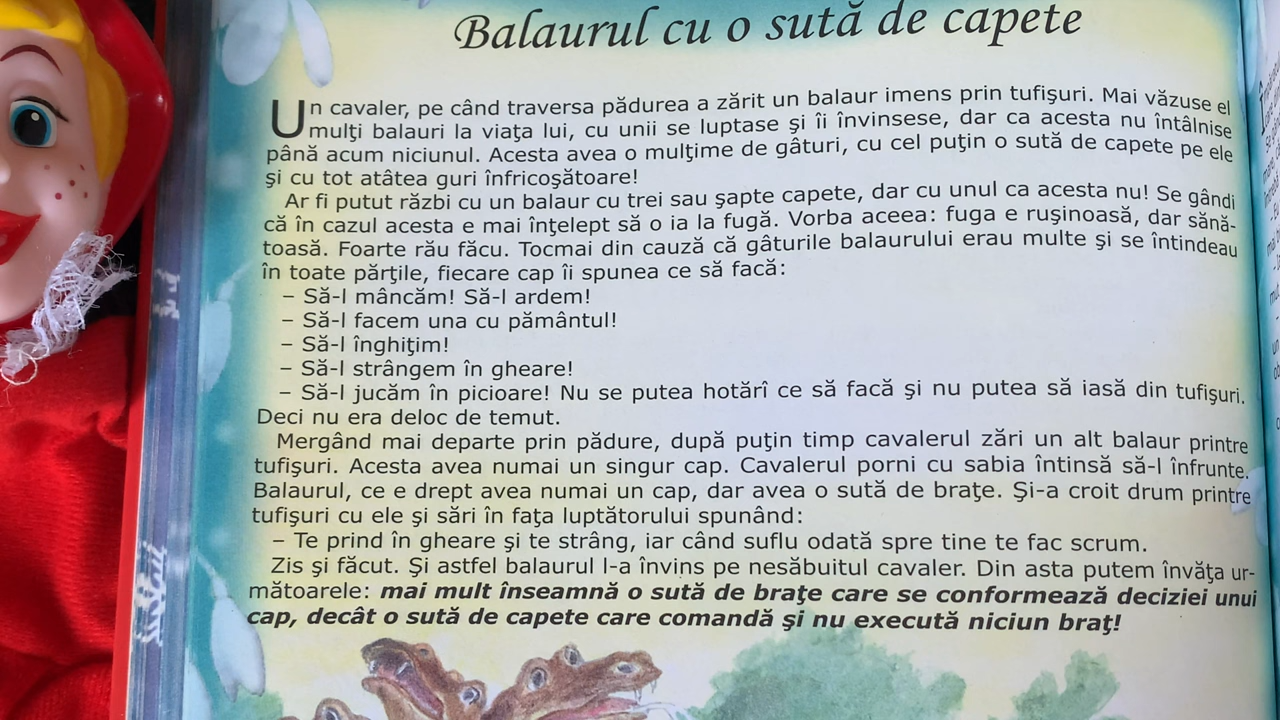 Balaurul cu o sută de capete
Un cavaler, pe când traversa pădurea a zărit un balaur imens prin tufişuri. Mai văzuse el
mulţi balauri la viaţa lui, cu unii se luptase şi îi învinsese, dar ca acesta nu întâlnise
până acum niciunul. Acesta avea o mulţime de gâturi, cu cel puţin o sută de capete pe ele
şi cu tot atâtea guri înfricoşătoare!
Ar fi putut răzbi cu un balaur cu trei sau şapte capete, dar cu unul ca acesta nu! Se gândi
că în cazul acesta e mai înţelept să o ia la fugă. Vorba aceea: fuga e ruşinoasă, dar sănă-
toasă. Foarte rău făcu. Tocmai din cauză că gâturile balaurului erau multe şi se întindeau
în toate părţile, fiecare cap îi spunea ce să facă:
– Să-l mâncăm! Să-l ardem!
– Să-l facem una cu pământul!
– Să-l înghiţim!
– Să-l strângem în gheare!
– Să-l jucăm în picioare! Nu se putea hotărî ce să facă şi nu putea să iasă din tufişuri.
Deci nu era deloc de temut.
Mergând mai departe prin pădure, după puţin timp cavalerul zări un alt balaur printre
tufişuri. Acesta avea numai un singur cap. Cavalerul porni cu sabia întinsă să-l înfrunte.
Balaurul, ce e drept avea numai un cap, dar avea o sută de braţe. Şi-a croit drum printre
tufişuri cu ele şi sări în faţa luptătorului spunând:
– Te prind în gheare şi te strâng, iar când suflu odată spre tine te fac scrum.
Zis şi făcut. Şi astfel balaurul l-a învins pe nesăbuitul cavaler. Din asta putem învăţa ur-
mătoarele: mai mult înseamnă o sută de braţe care se conformează deciziei unui
cap, decât o sută de capete care comandă şi nu execută niciun braţ!